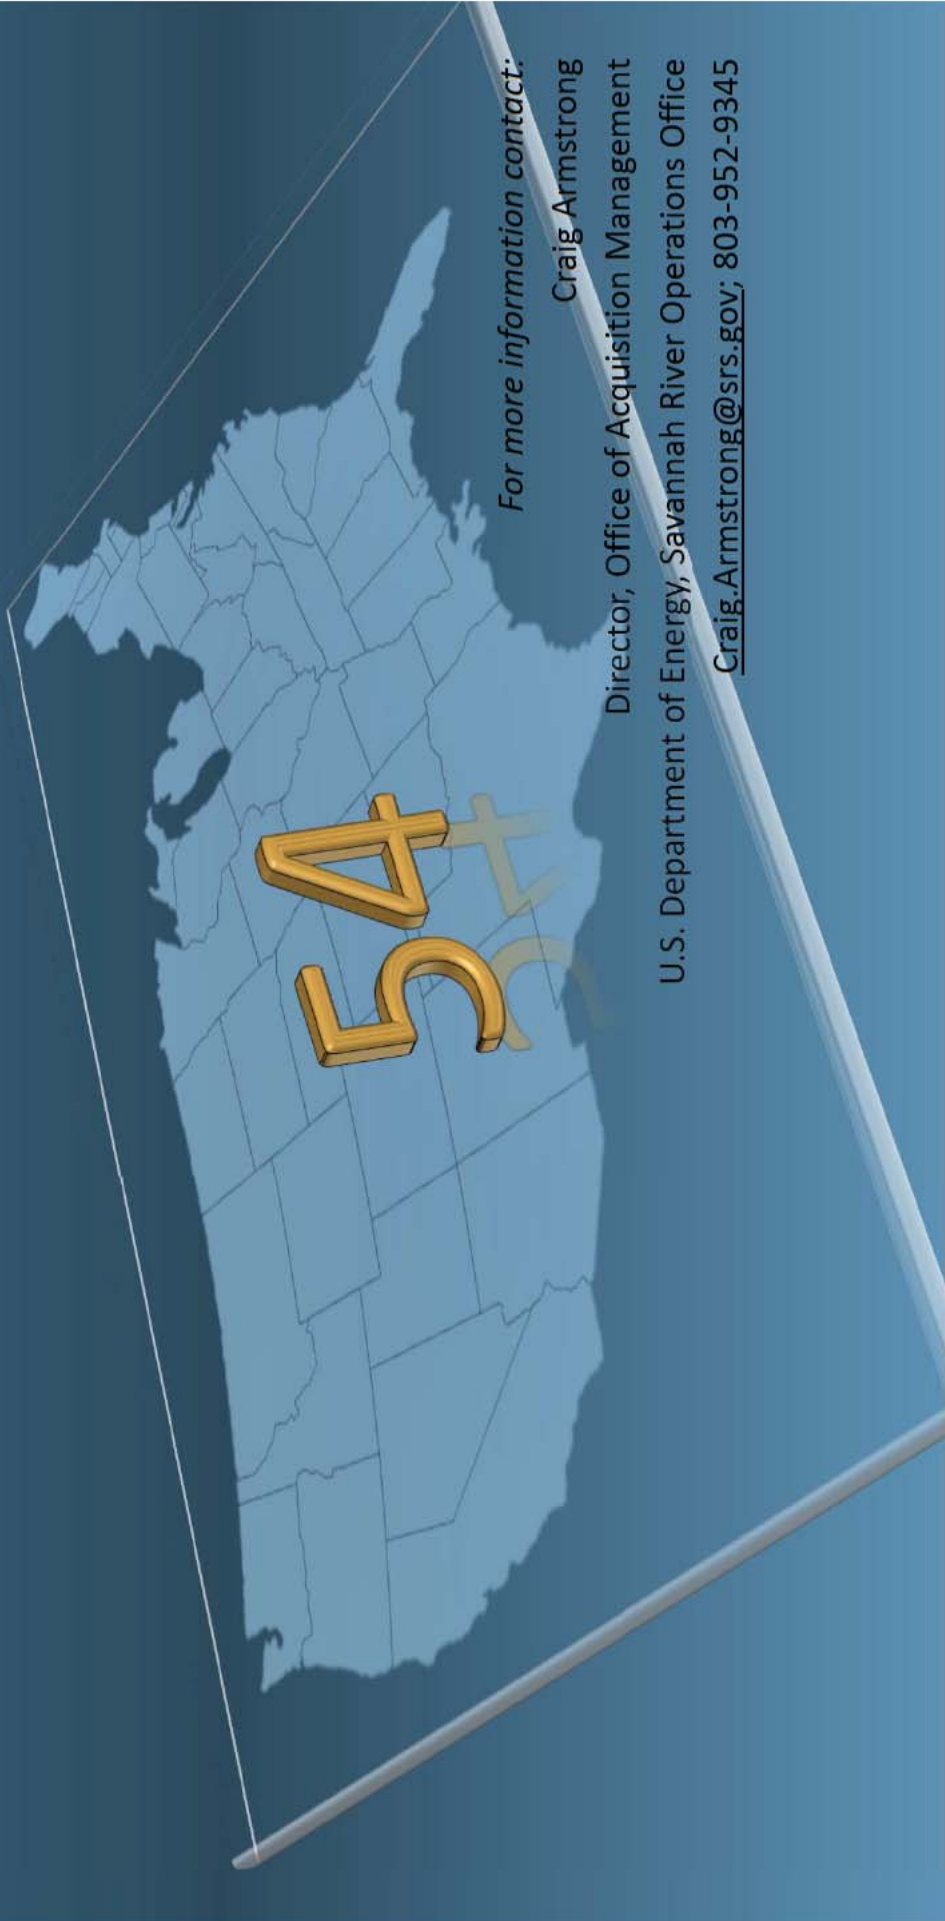 54
For more information contact:
Craig Armstrong
Director, Office of Acquisition Management
U.S. Department of Energy, Savannah River Operations Office
Craig.Armstrong@srs.gov; 803-952-9345